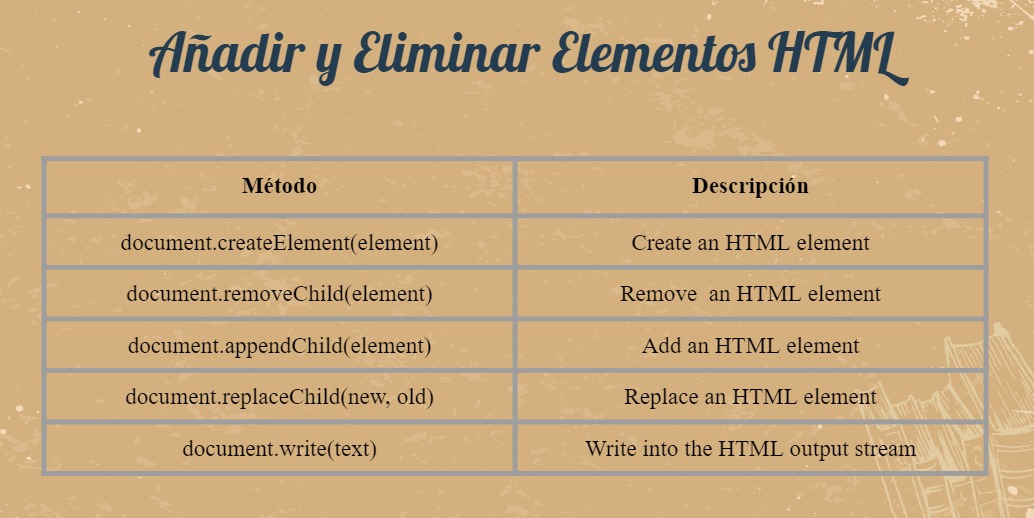 Añadir y Eliminar Elementos HTML
Método Descripción
document.createElement(element) Create an HTML element
document.removeChild(element) Remove  an HTML element
document.appendChild(element) Add an HTML element
document.replaceChild(new, old) Replace an HTML element
document.write(text) Write into the HTML output stream